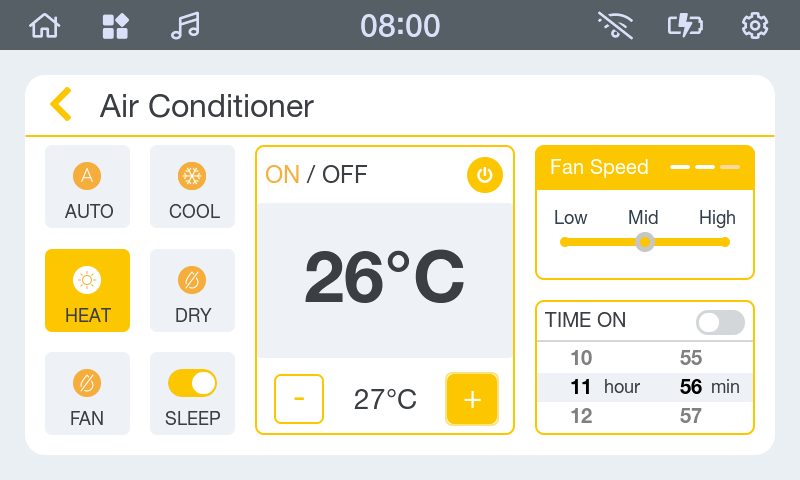 08:00
Air Conditioner
A
AUTO
COOL
HEAT
DRY
FAN
SLEEP
ON / OFF
26°C
- 27°C +
Fan Speed
Low Mid High
TIME ON
10 55
11 hour 56 min
12 57